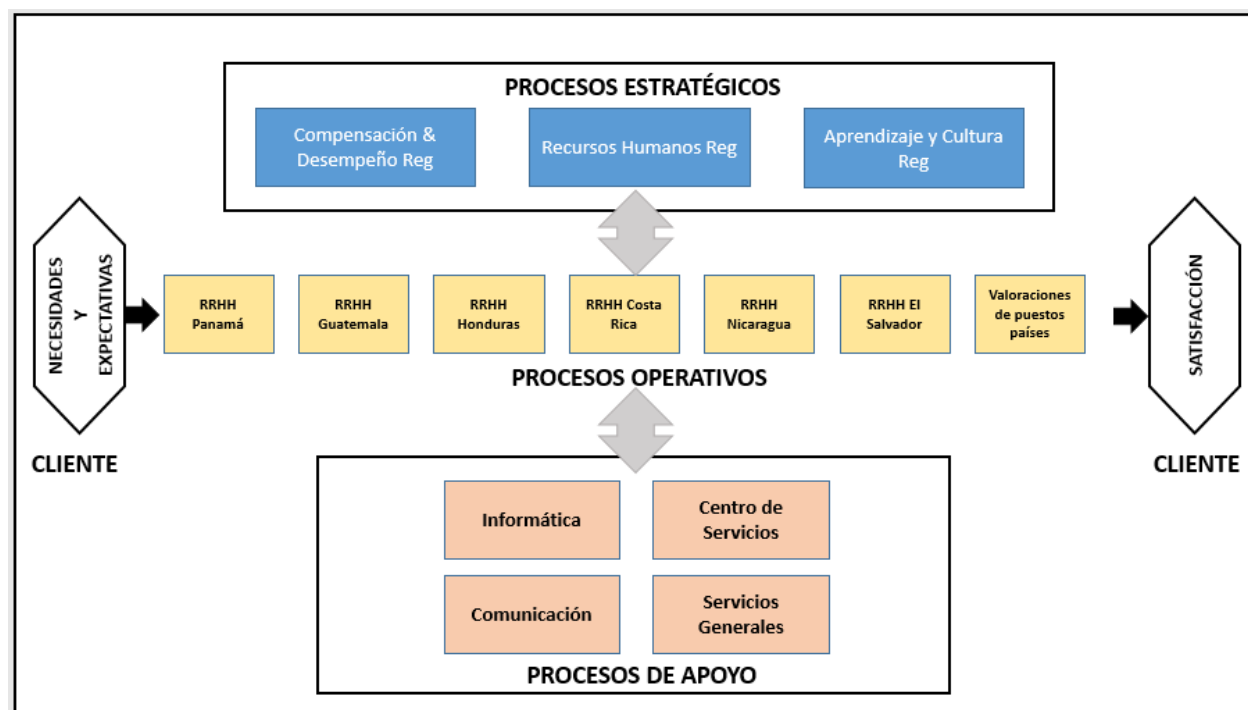 PROCESOS ESTRATÉGICOS
Compensación &
Desempeño Reg
Recursos Humanos Reg
Aprendizaje y Cultura
Reg
NECESIDADES
Y
EXPECTATIVAS
CLIENTE
RRHH
Panamá
RRHH
Guatemala
RRHH
Honduras
RRHH Costa
Rica
RRHH
Nicaragua
RRHH El
Salvador
Valoraciones
de puestos
países
PROCESOS OPERATIVOS
SATISFACCIÓN
CLIENTE
Informática
Centro de
Servicios
Comunicación
Servicios
Generales
PROCESOS DE APOYO